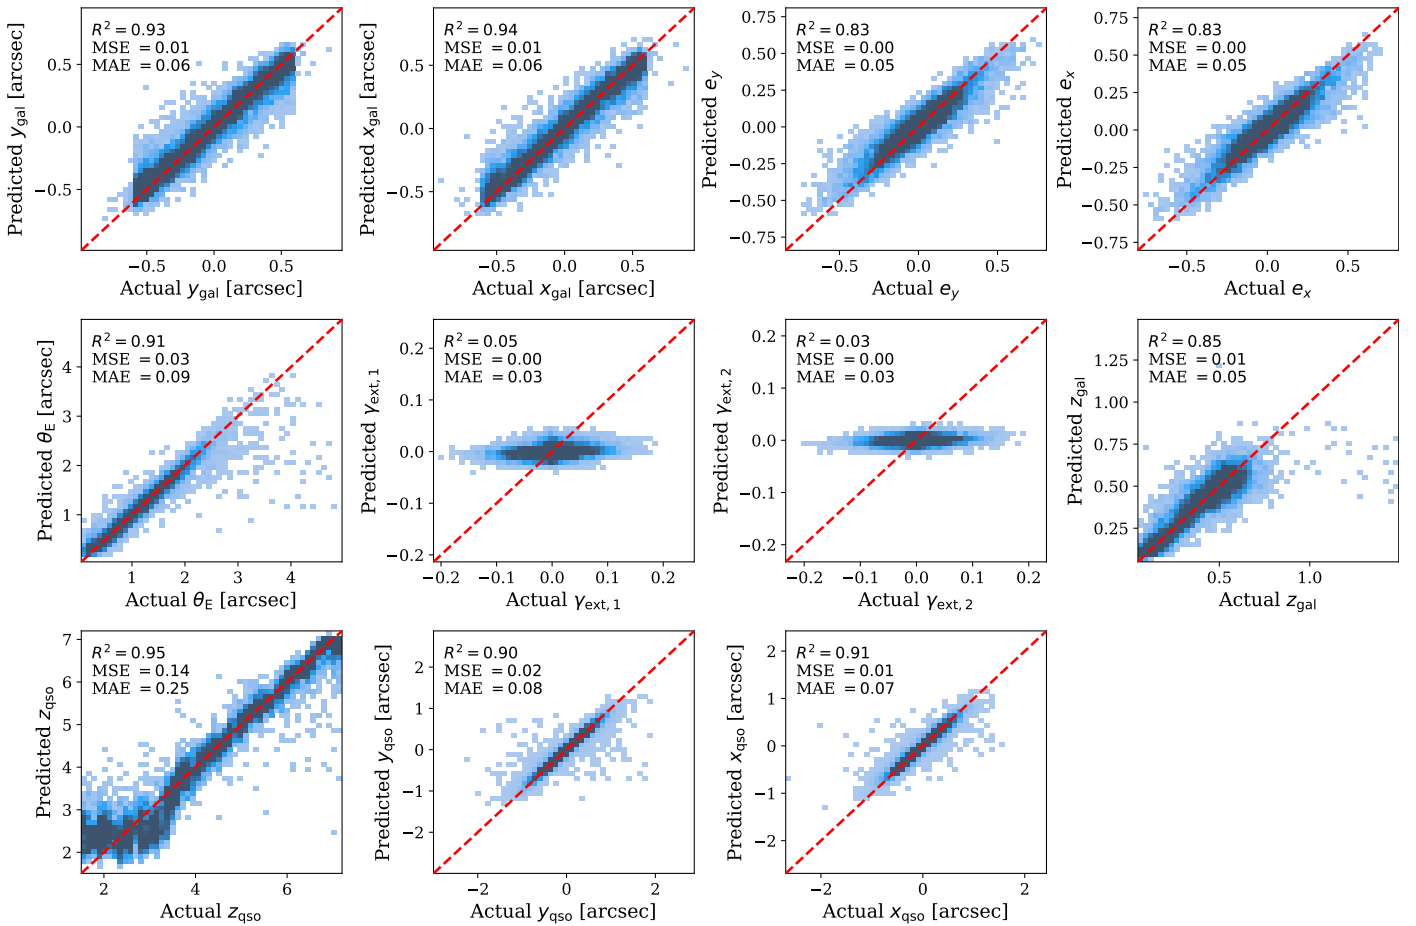 R² = 0.93
MSE = 0.01
MAE = 0.06
Predicted y_gal [arcsec]
0.5
0.0
−0.5
−0.5 0.0 0.5
Actual y_gal [arcsec]
R² = 0.94
MSE = 0.01
MAE = 0.06
Predicted x_gal [arcsec]
0.5
0.0
−0.5
−0.5 0.0 0.5
Actual x_gal [arcsec]
R² = 0.83
MSE = 0.00
MAE = 0.05
Predicted e_y
0.75
0.50
0.25
0.00
−0.25
−0.50
−0.75
−0.5 0.0 0.5
Actual e_y
R² = 0.83
MSE = 0.00
MAE = 0.05
Predicted e_x
0.75
0.50
0.25
0.00
−0.25
−0.50
−0.75
−0.5 0.0 0.5
Actual e_x
R² = 0.91
MSE = 0.03
MAE = 0.09
Predicted θ_E [arcsec]
4
3
2
1
1 2 3 4
Actual θ_E [arcsec]
R² = 0.05
MSE = 0.00
MAE = 0.03
Predicted γ_ext, 1
0.2
0.1
0.0
−0.1
−0.2
−0.2 −0.1 0.0 0.1 0.2
Actual γ_ext, 1
R² = 0.03
MSE = 0.00
MAE = 0.03
Predicted γ_ext, 2
0.2
0.1
0.0
−0.1
−0.2
−0.2 −0.1 0.0 0.1 0.2
Actual γ_ext, 2
R² = 0.85
MSE = 0.01
MAE = 0.05
Predicted z_gal
1.25
1.00
0.75
0.50
0.25
0.5 1.0
Actual z_gal
R² = 0.95
MSE = 0.14
MAE = 0.25
Predicted z_qso
7
6
5
4
3
2
2 4 6
Actual z_qso
R² = 0.90
MSE = 0.02
MAE = 0.08
Predicted y_qso [arcsec]
2
1
0
−1
−2
−2 0 2
Actual y_qso [arcsec]
R² = 0.91
MSE = 0.01
MAE = 0.07
Predicted x_qso [arcsec]
2
1
0
−1
−2
−2 0 2
Actual x_qso [arcsec]